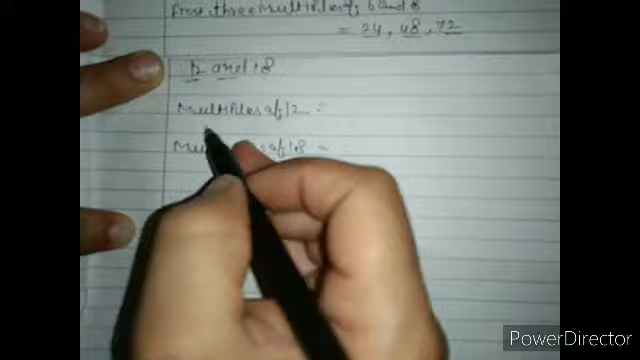 First three Multiples of 6 and 8
= 24, 48, 72
12 and 18
Multiples of 12 =
Mul of 18 =
PowerDirector